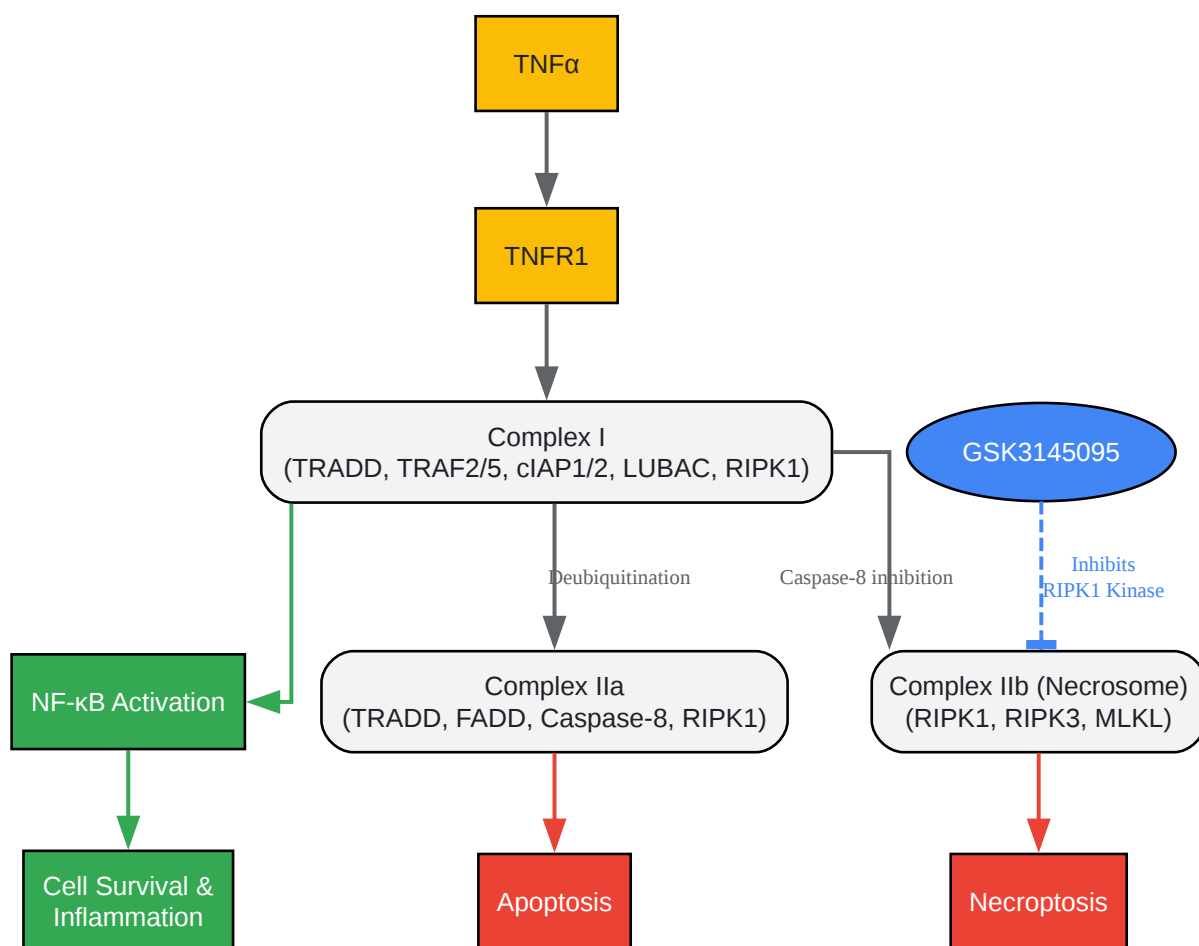 TNFα
TNFR1
Complex I
(TRADD, TRAF2/5, cIAP1/2, LUBAC, RIPK1)
GSK3145095
Deubiquitination
Caspase-8 inhibition
Inhibits
RIPK1 Kinase
NF-κB Activation
Complex IIa
(TRADD, FADD, Caspase-8, RIPK1)
Complex IIb (Necrosome)
(RIPK1, RIPK3, MLKL)
Cell Survival &
Inflammation
Apoptosis
Necroptosis